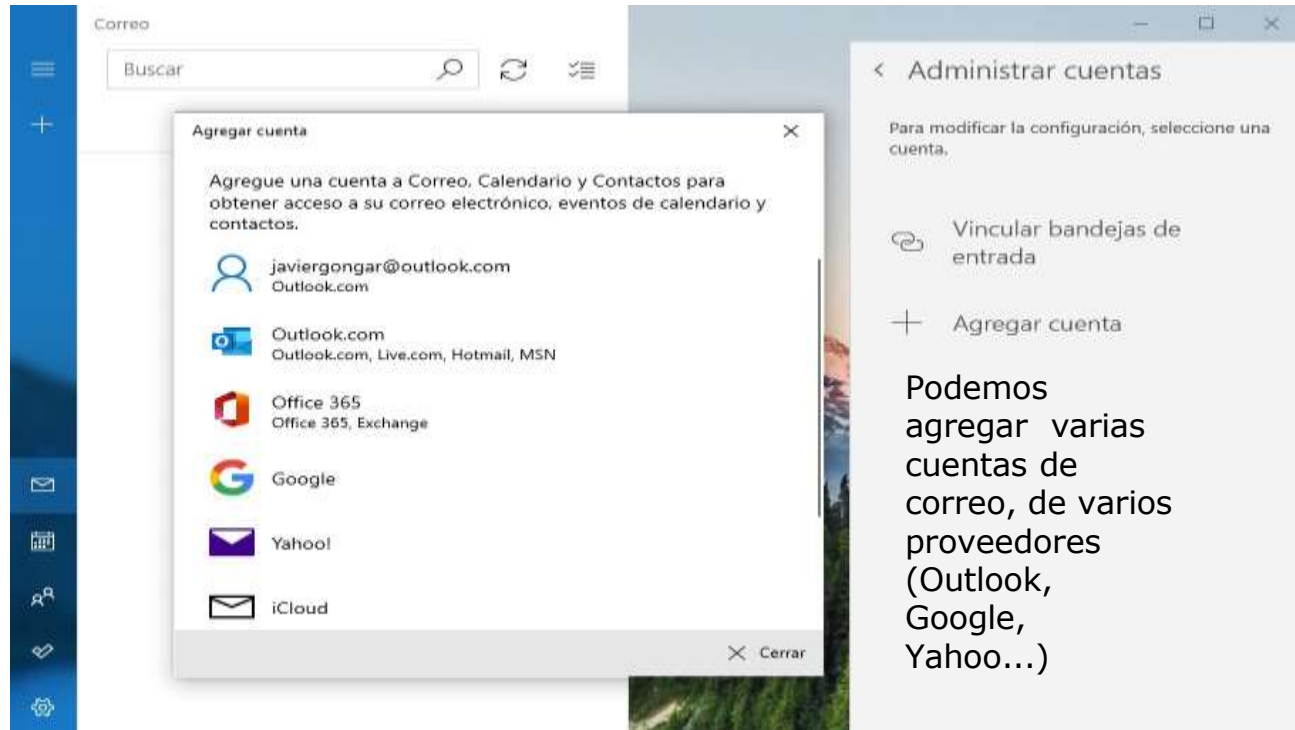 Correo
Buscar
Agregar cuenta
Agregue una cuenta a Correo, Calendario y Contactos para
obtener acceso a su correo electrónico, eventos de calendario y
contactos.
javiergongar@outlook.com
Outlook.com
Outlook.com
Outlook.com, Live.com, Hotmail, MSN
Office 365
Office 365, Exchange
Google
Yahoo!
iCloud
Cerrar
Administrar cuentas
Para modificar la configuración, seleccione una
cuenta.
Vincular bandejas de
entrada
Agregar cuenta
Podemos
agregar varias
cuentas de
correo, de varios
proveedores
(Outlook,
Google,
Yahoo...)